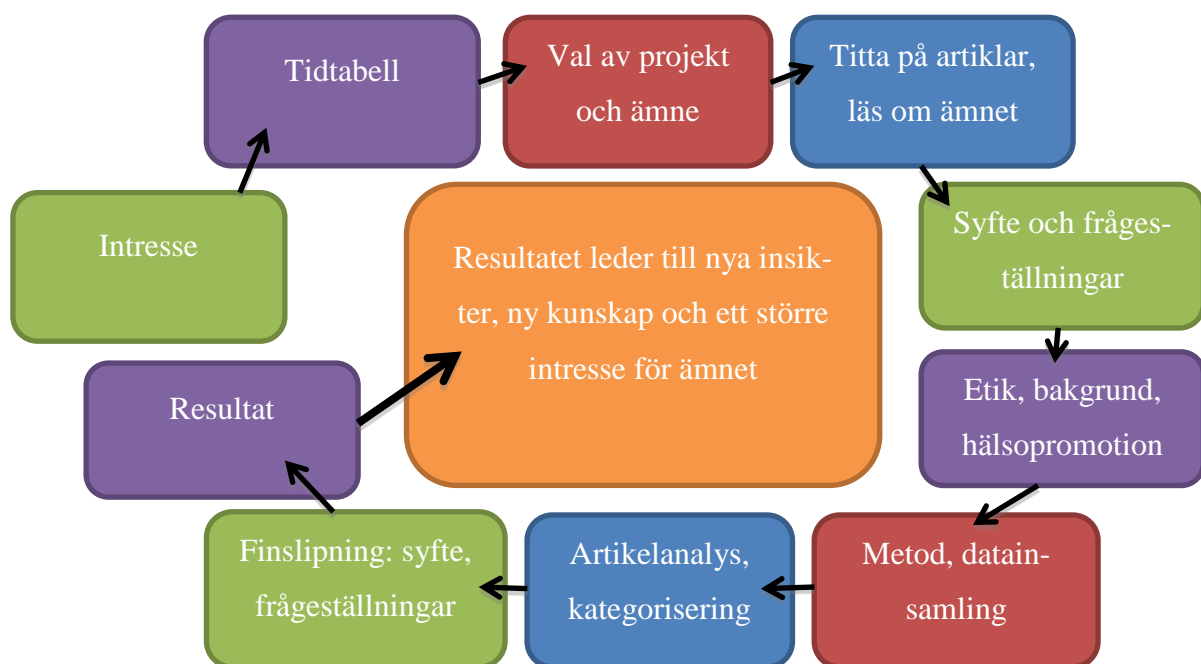 Intresse
Tidtabell
Val av projekt
och ämne
Titta på artiklar,
läs om ämnet
Syfte och fråges-
tällningar
Etik, bakgrund,
hälsopromotion
Metod, datain-
samling
Artikelanalys,
kategorisering
Finslipning: syfte,
frågeställningar
Resultat
Resultatet leder till nya insik-
ter, ny kunskap och ett större
intresse för ämnet